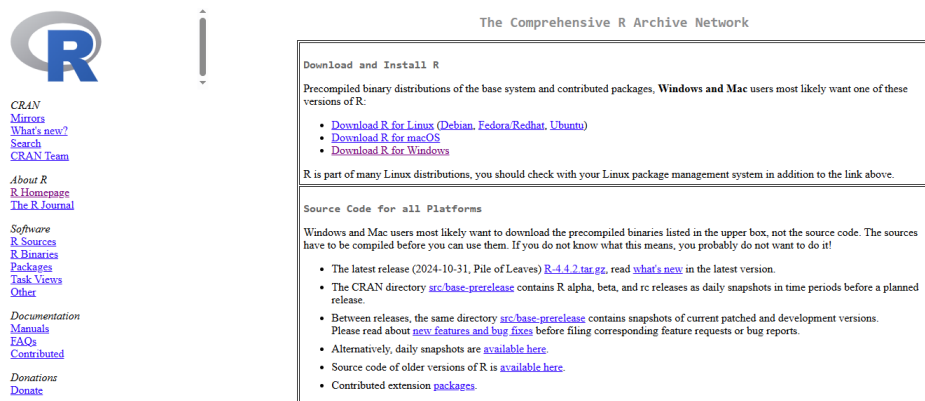 R
CRAN
Mirrors
What's new?
Search
CRAN Team
About R
R Homepage
The R Journal
Software
R Sources
R Binaries
Packages
Task Views
Other
Documentation
Manuals
FAQs
Contributed
Donations
Donate
The Comprehensive R Archive Network
Download and Install R
Precompiled binary distributions of the base system and contributed packages, Windows and Mac users most likely want one of these
versions of R:
• Download R for Linux (Debian, Fedora/Redhat, Ubuntu)
• Download R for macOS
• Download R for Windows
R is part of many Linux distributions, you should check with your Linux package management system in addition to the link above.
Source Code for all Platforms
Windows and Mac users most likely want to download the precompiled binaries listed in the upper box, not the source code. The sources
have to be compiled before you can use them. If you do not know what this means, you probably do not want to do it!
• The latest release (2024-10-31, Pile of Leaves) R-4.4.2.tar.gz, read what's new in the latest version.
• The CRAN directory src/base-prerelease contains R alpha, beta, and rc releases as daily snapshots in time periods before a planned
release.
• Between releases, the same directory src/base-prerelease contains snapshots of current patched and development versions.
Please read about new features and bug fixes before filing corresponding feature requests or bug reports.
• Alternatively, daily snapshots are available here.
• Source code of older versions of R is available here.
• Contributed extension packages.